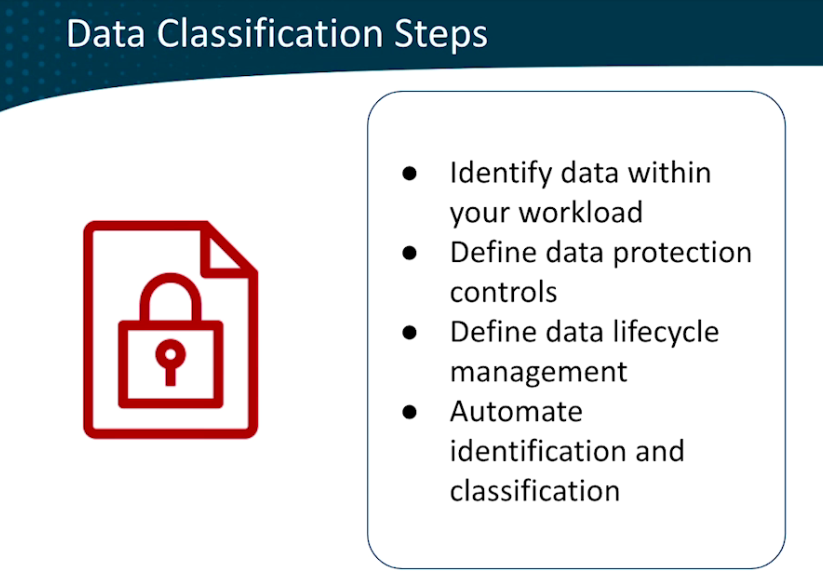 Data Classification Steps
● Identify data within
your workload
● Define data protection
controls
● Define data lifecycle
management
● Automate
identification and
classification